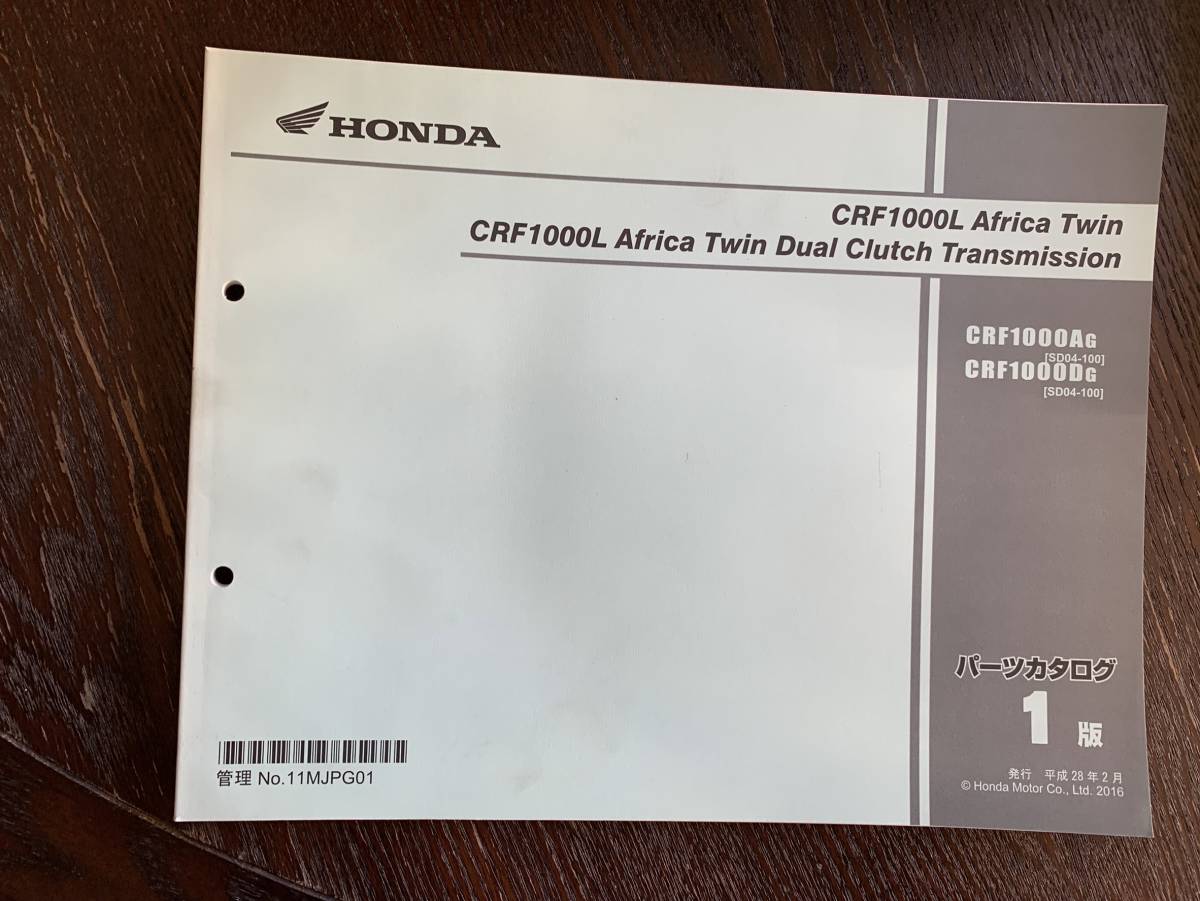 HONDA
CRF1000L Africa Twin
CRF1000L Africa Twin Dual Clutch Transmission
CRF1000AG
[SD04-100]
CRF1000DG
[SD04-100]
パーツカタログ
1版
発行 平成28年2月
© Honda Motor Co., Ltd. 2016
管理 No.11MJPG01